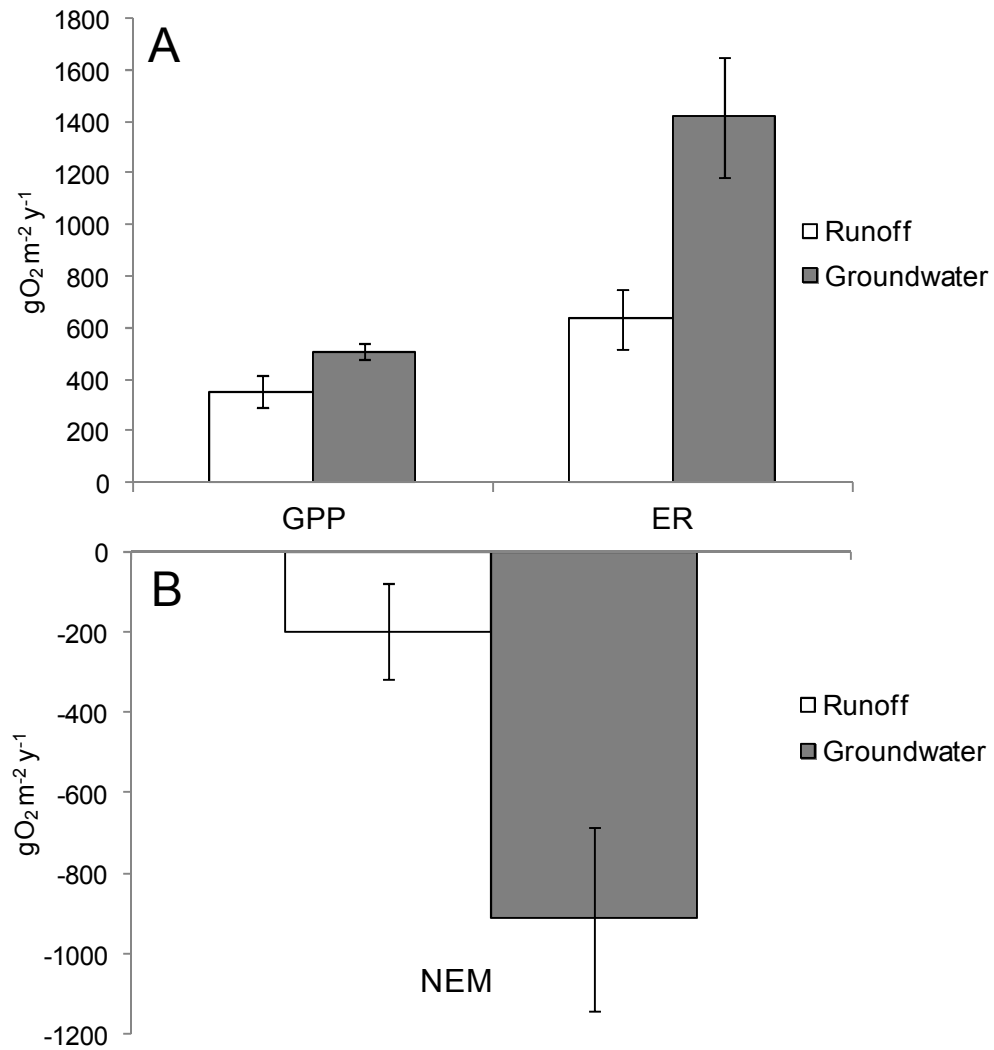 A
1800
1600
1400
1200
1000
800
600
400
200
0
gO₂ m⁻² y⁻¹
Runoff
Groundwater
GPP ER
B
0
-200
-400
-600
-800
-1000
-1200
gO₂ m⁻² y⁻¹
Runoff
Groundwater
NEM